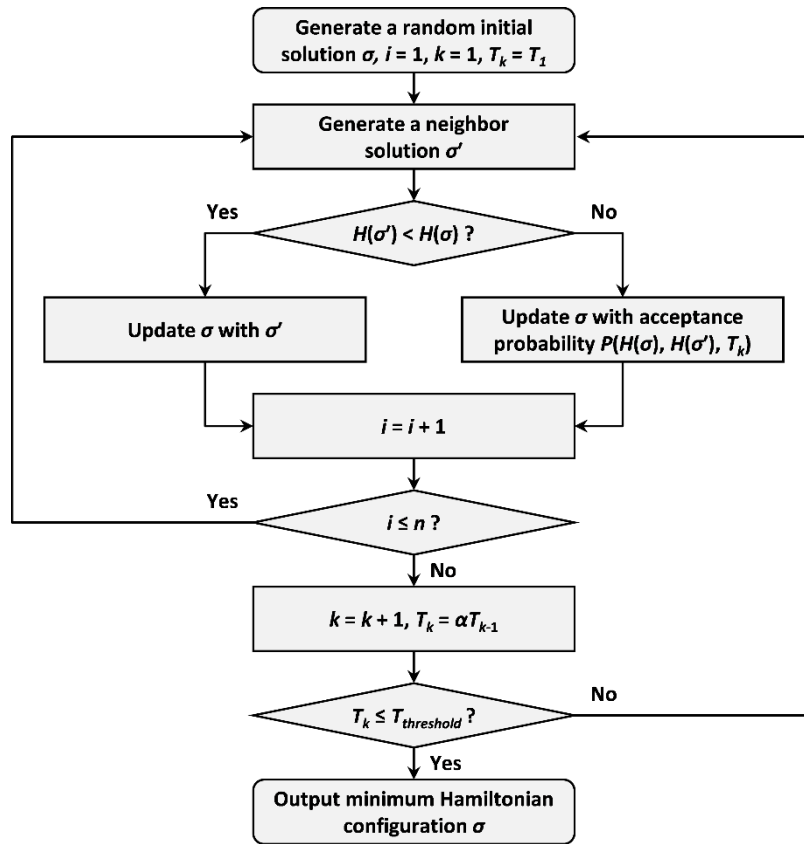 Generate a random initial
solution σ, i = 1, k = 1, Tₖ = T₁
Generate a neighbor
solution σ′
Yes
No
H(σ′) < H(σ) ?
Update σ with σ′
Update σ with acceptance
probability P(H(σ), H(σ′), Tₖ)
i = i + 1
Yes
i ≤ n ?
No
k = k + 1, Tₖ = αTₖ₋₁
No
Tₖ ≤ Tthreshold ?
Yes
Output minimum Hamiltonian
configuration σ